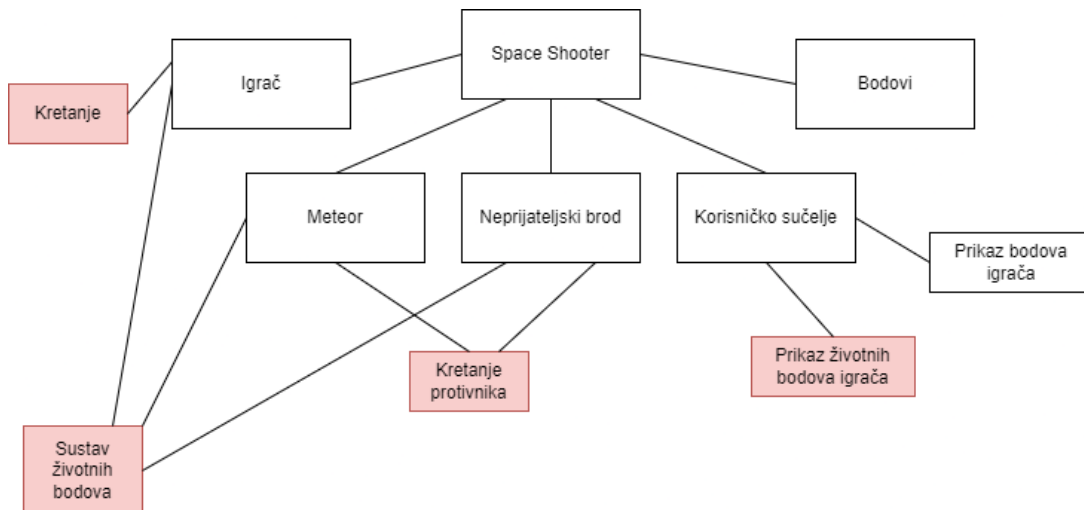 Space Shooter
Igrač
Bodovi
Kretanje
Meteor
Neprijateljski brod
Korisničko sučelje
Prikaz bodova
igrača
Kretanje
protivnika
Prikaz životnih
bodova igrača
Sustav
životnih
bodova